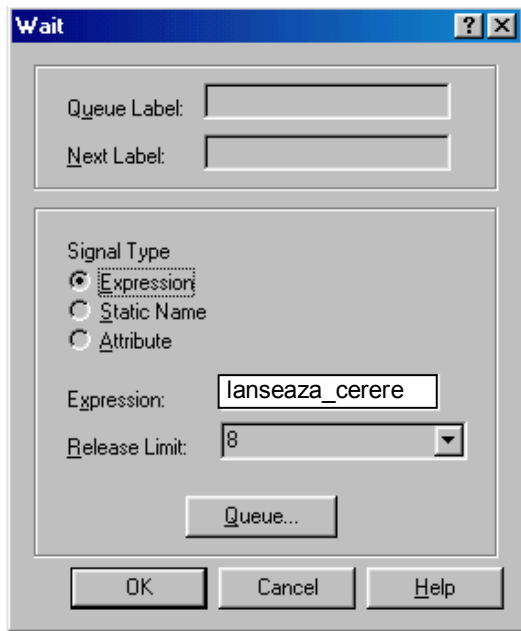 Wait
Queue Label:
Next Label:
Signal Type
Expression
Static Name
Attribute
Expression: lanseaza_cerere
Release Limit: 8
Queue...
OK Cancel Help